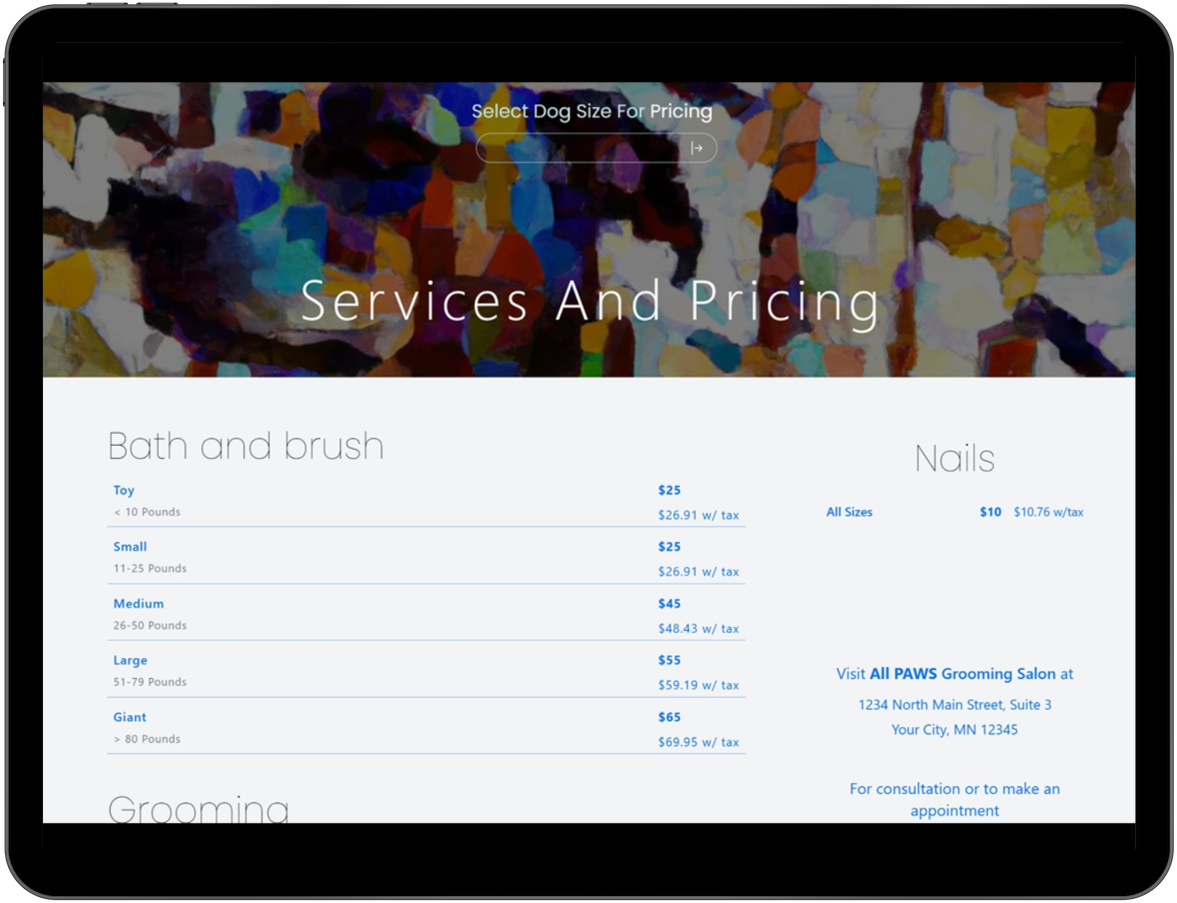 Select Dog Size For Pricing
Services And Pricing
Bath and brush
Toy $25
< 10 Pounds $26.91 w/ tax
Small $25
11-25 Pounds $26.91 w/ tax
Medium $45
26-50 Pounds $48.43 w/ tax
Large $55
51-79 Pounds $59.19 w/ tax
Giant $65
> 80 Pounds $69.95 w/ tax
Grooming
Nails
All Sizes $10 $10.76 w/tax
Visit All PAWS Grooming Salon at
1234 North Main Street, Suite 3
Your City, MN 12345
For consultation or to make an
appointment